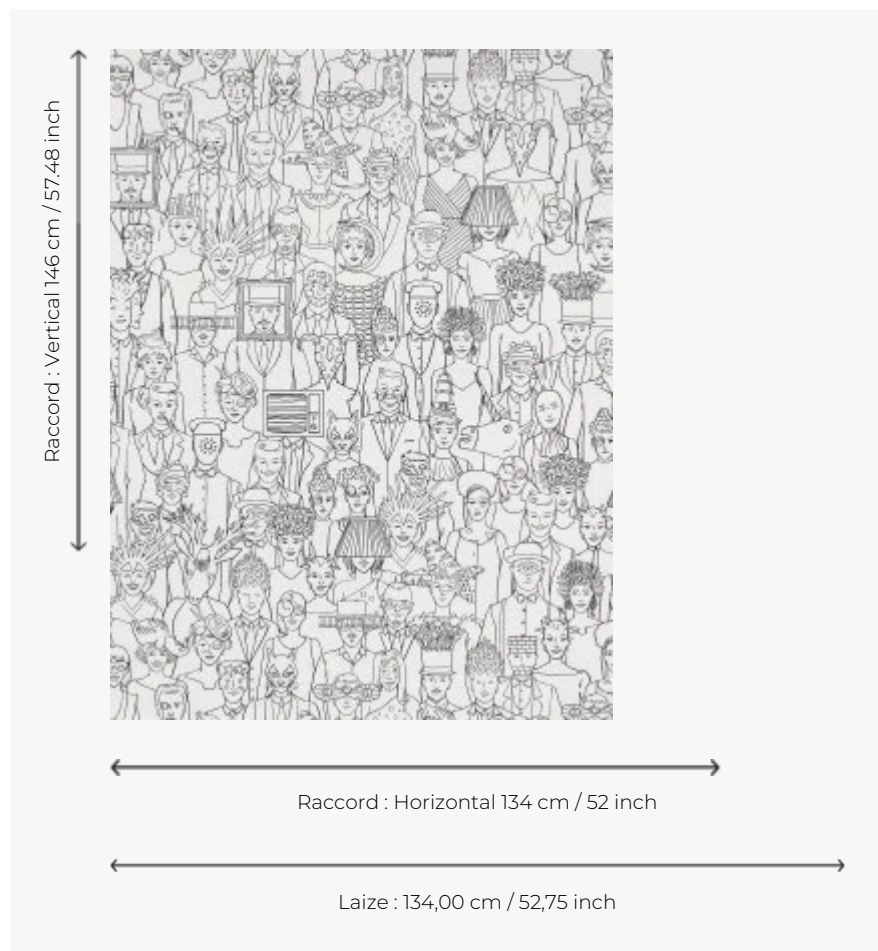 Raccord : Vertical 146 cm / 57.48 inch
Raccord : Horizontal 134 cm / 52 inch
Laize : 134,00 cm / 52,75 inch